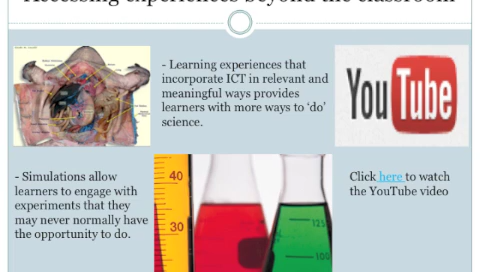 Accessing experiences beyond the classroom
- Learning experiences that
incorporate ICT in relevant and
meaningful ways provides
learners with more ways to ‘do’
science.
You Tube
- Simulations allow
learners to engage with
experiments that they
may never normally have
the opportunity to do.
40
30
125
100
Click here to watch
the YouTube video